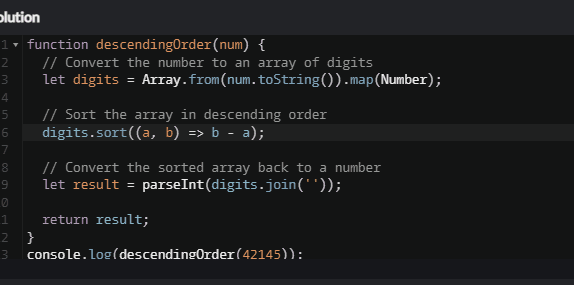 olution
1 function descendingOrder(num) {
2 // Convert the number to an array of digits
3 let digits = Array.from(num.toString()).map(Number);
4
5 // Sort the array in descending order
6 digits.sort((a, b) => b - a);
7
8 // Convert the sorted array back to a number
9 let result = parseInt(digits.join(''));
0
1 return result;
2 }
3 console.log(descendingOrder(42145));